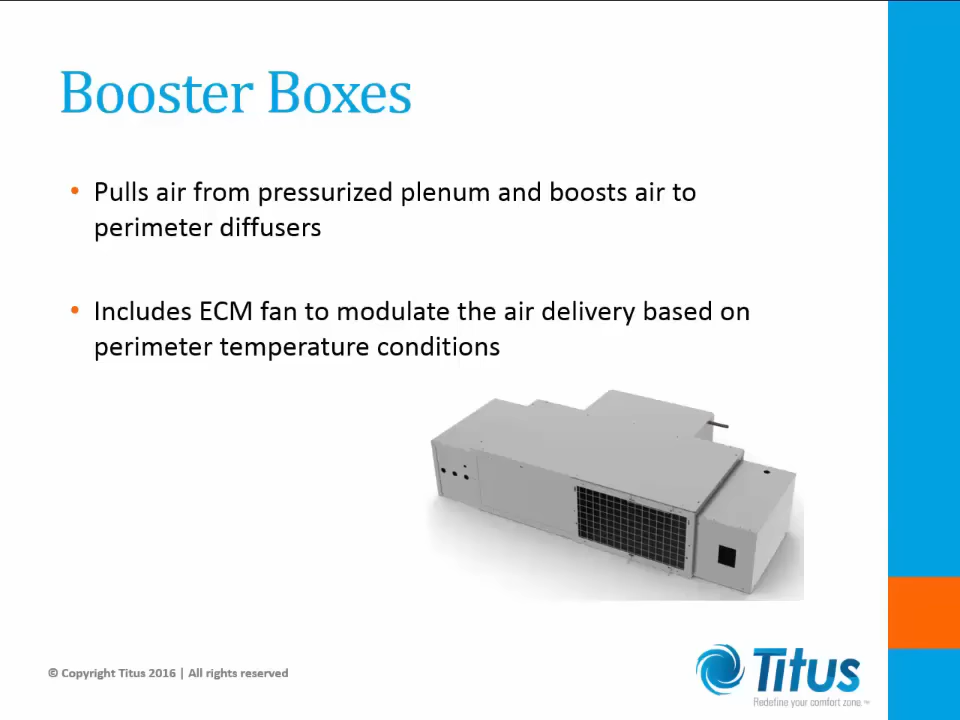 Booster Boxes
• Pulls air from pressurized plenum and boosts air to
perimeter diffusers
• Includes ECM fan to modulate the air delivery based on
perimeter temperature conditions
© Copyright Titus 2016 | All rights reserved
Titus
Redefine your comfort zone.™